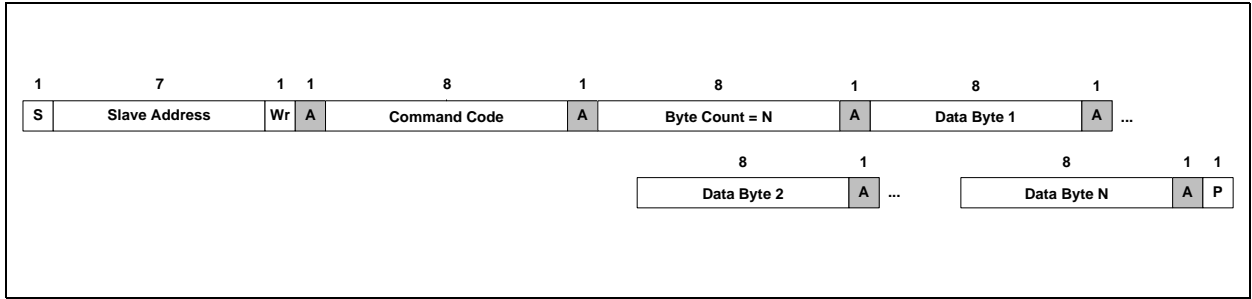 1 7 1 1 8 1 8 1 8 1
S Slave Address Wr A Command Code A Byte Count = N A Data Byte 1 A ...
8 1 8 1 1
Data Byte 2 A ... Data Byte N A P